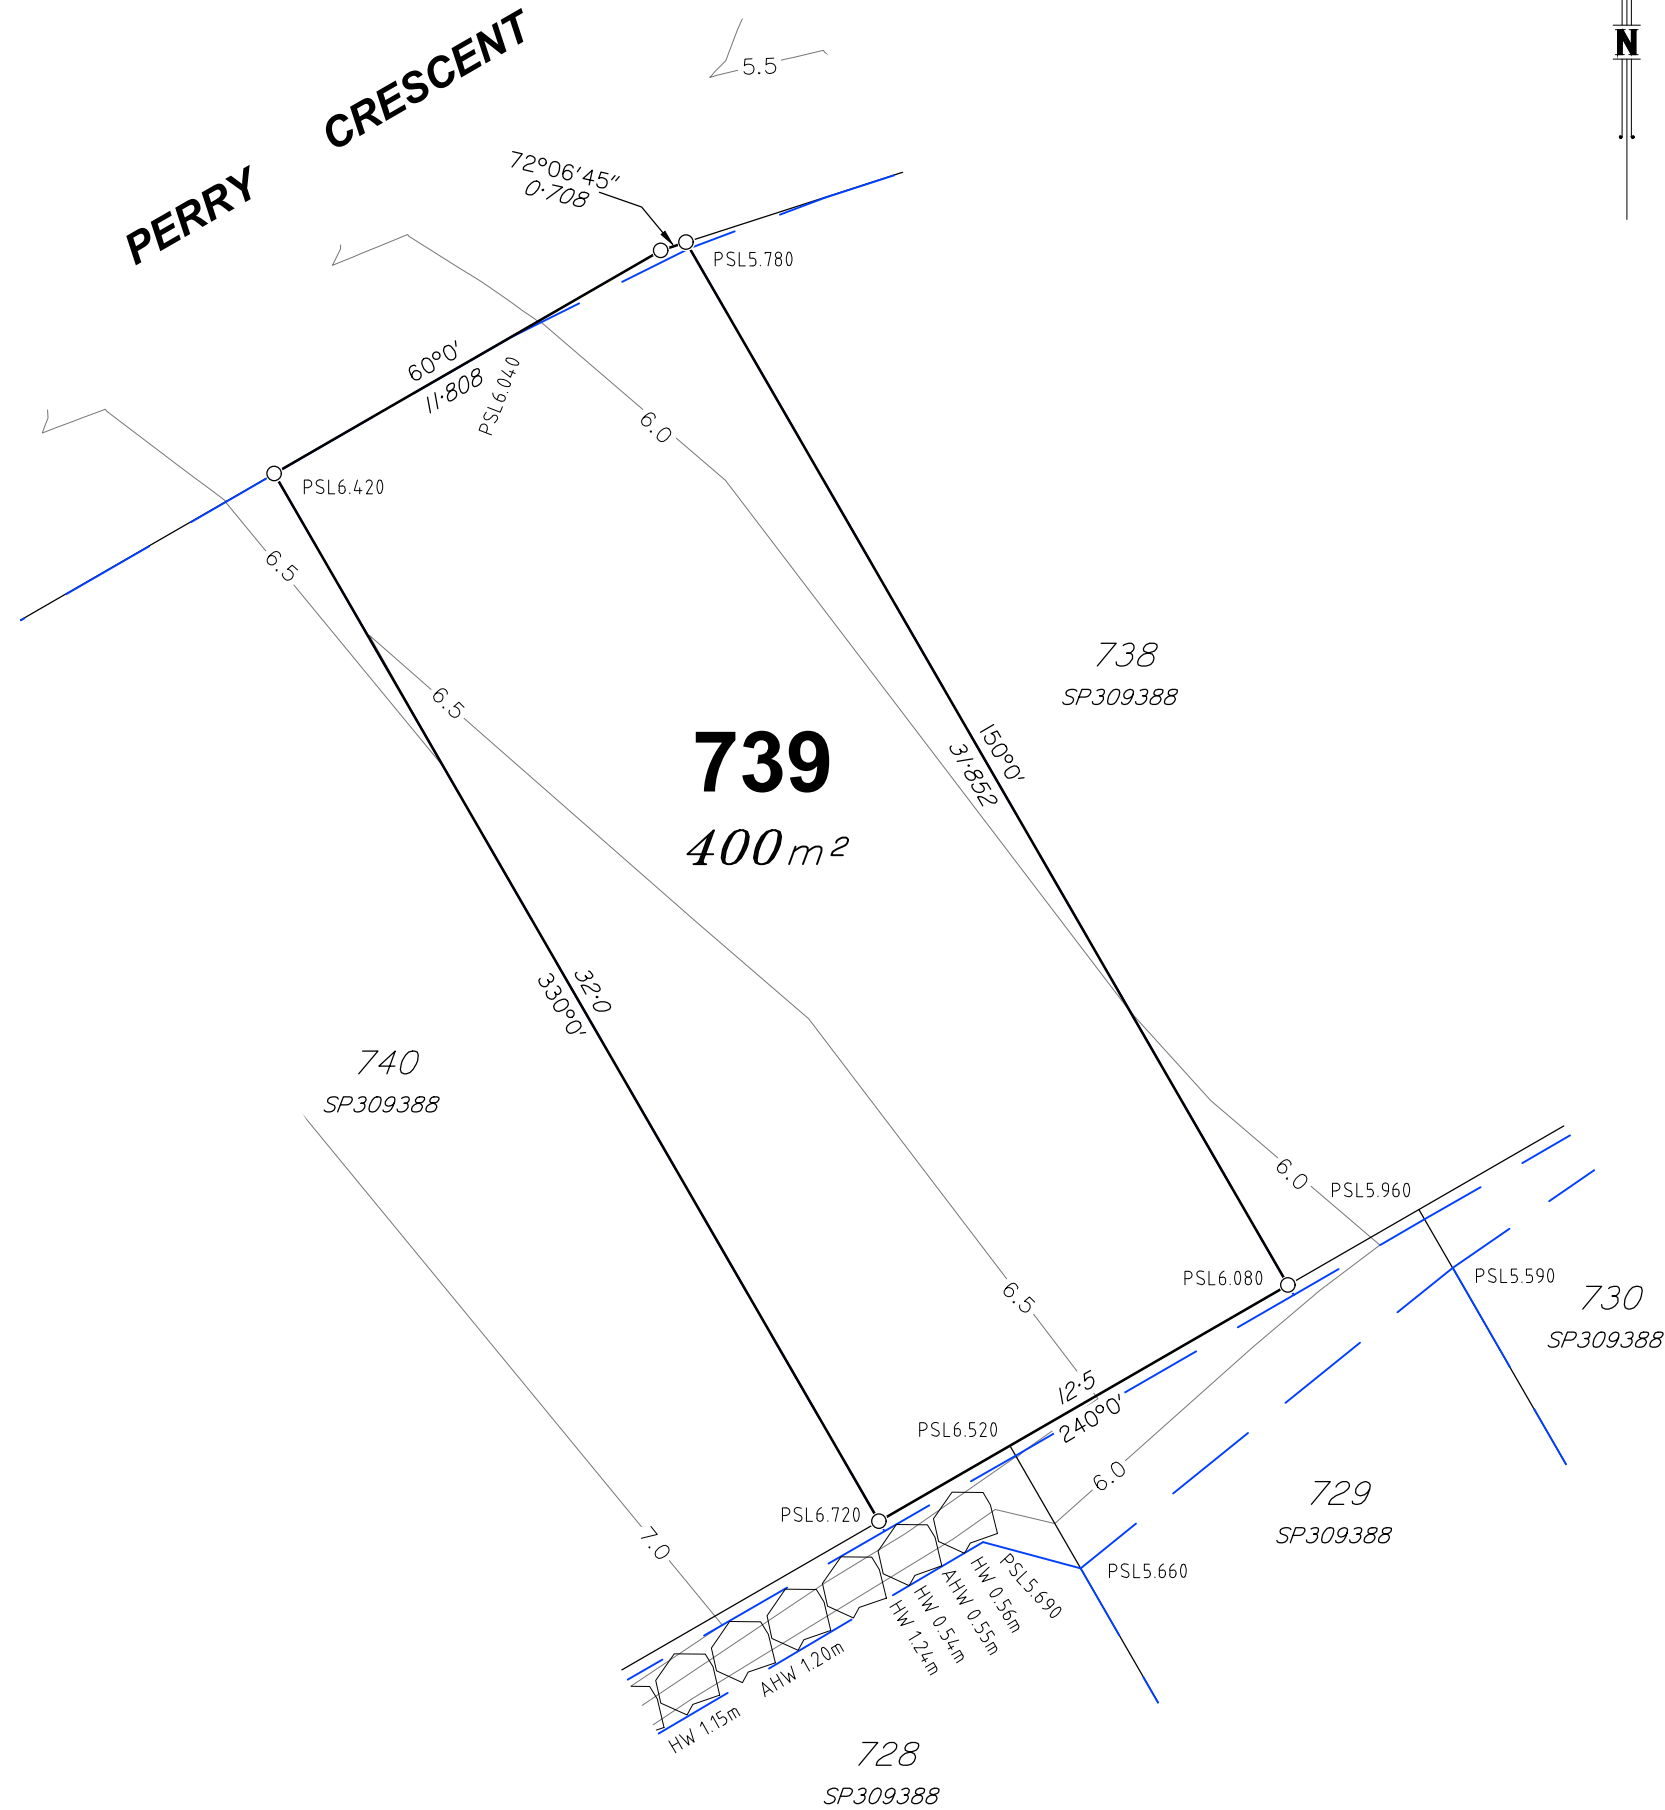 N
PERRY CRESCENT
5.5
72°06'45"
0·708
PSL5.780
60°0'
11·808
PSL6.040
6.0
PSL6.420
6.5
6.5
738
SP309388
739
400 m²
150°0'
31·852
32·0
330°0'
740
SP309388
6.0
PSL5.960
PSL6.080
PSL5.590
730
SP309388
6.5
12·5
240°0'
PSL6.520
6.0
729
SP309388
PSL6.720
7.0
PSL5.660
PSL5.690
HW 0.56m
AHW 0.55m
HW 0.54m
HW 1.24m
AHW 1.20m
HW 1.15m
728
SP309388